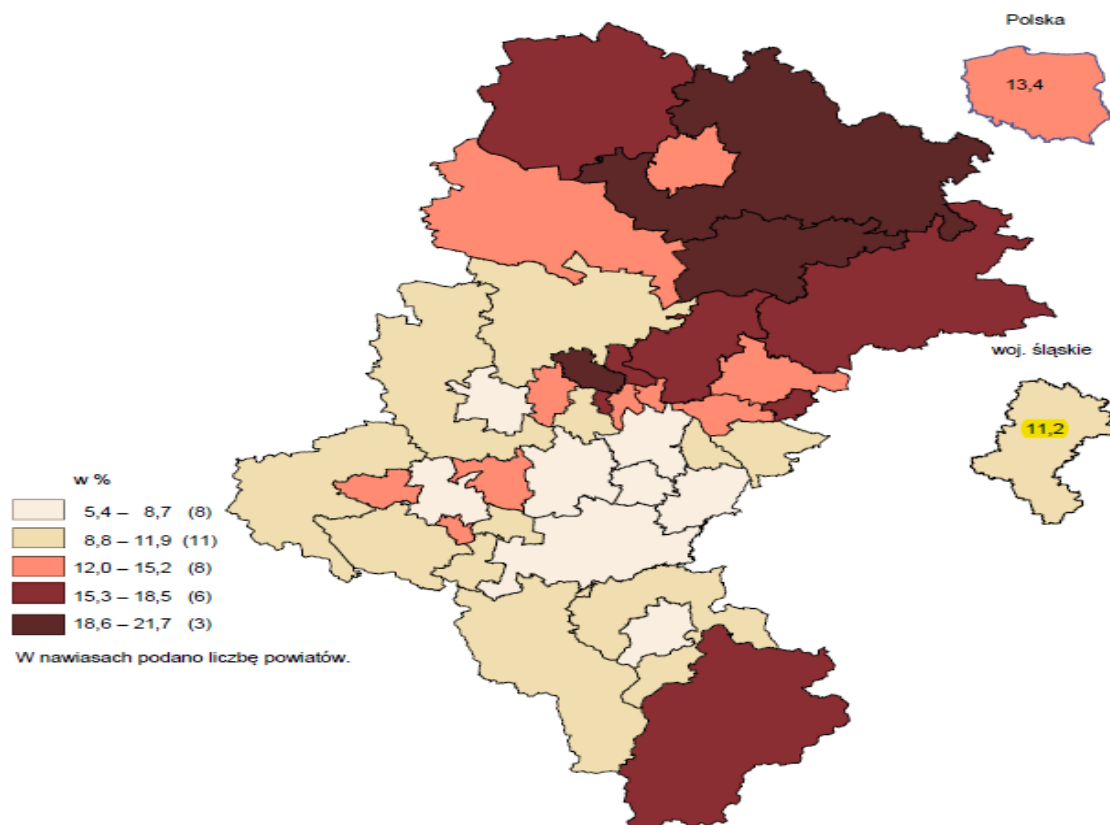 Polska
13,4
woj. śląskie
11,2
w %
5,4 – 8,7 (8)
8,8 – 11,9 (11)
12,0 – 15,2 (8)
15,3 – 18,5 (6)
18,6 – 21,7 (3)
W nawiasach podano liczbę powiatów.